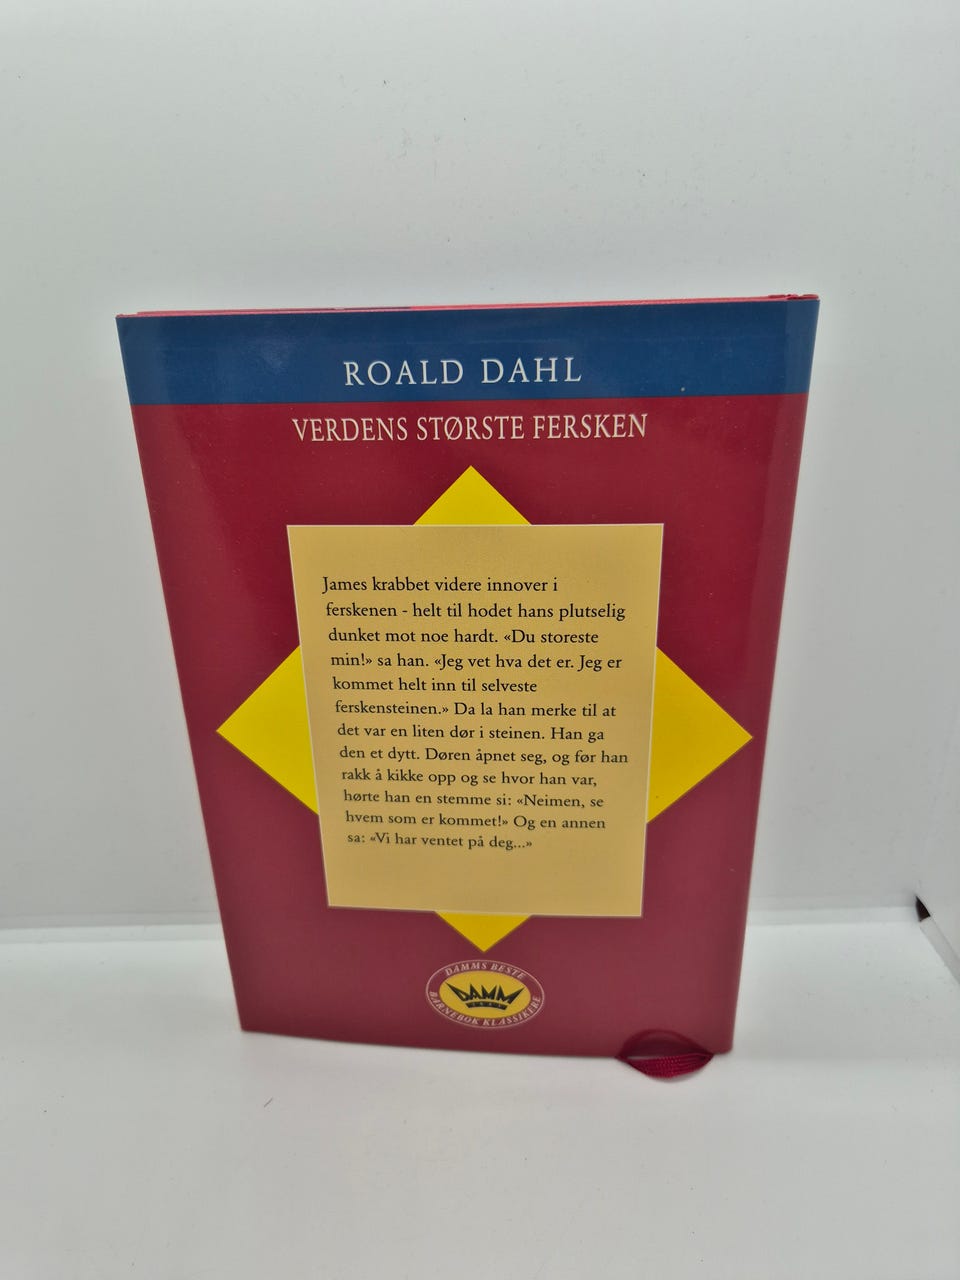 ROALD DAHL
VERDENS STØRSTE FERSKEN
James krabbet videre innover i
ferskenen - helt til hodet hans plutselig
dunket mot noe hardt. «Du storeste
min!» sa han. «Jeg vet hva det er. Jeg er
kommet helt inn til selveste
ferskensteinen.» Da la han merke til at
det var en liten dør i steinen. Han ga
den et dytt. Døren åpnet seg, og før han
rakk å kikke opp og se hvor han var,
hørte han en stemme si: «Neimen, se
hvem som er kommet!» Og en annen
sa: «Vi har ventet på deg...»
DAMMS BESTE
DAMM
BARNEBOK KLASSIKERE